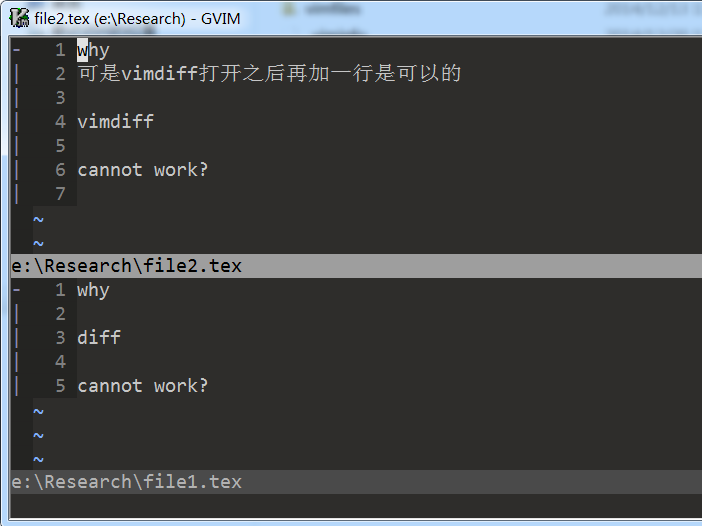 file2.tex (e:\Research) - GVIM
- 1 why
| 2 可是vimdiff打开之后再加一行是可以的
| 3
| 4 vimdiff
| 5
| 6 cannot work?
| 7
~
~
e:\Research\file2.tex
- 1 why
| 2
| 3 diff
| 4
| 5 cannot work?
~
~
~
e:\Research\file1.tex